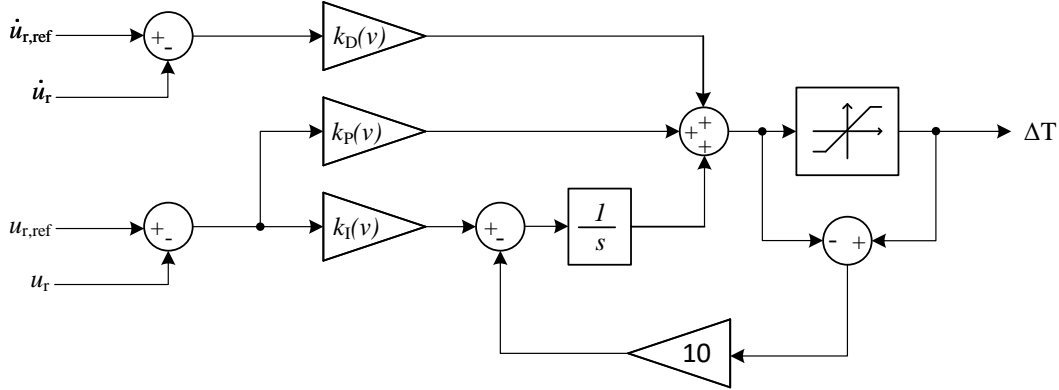 u̇r,ref
+
-
kD(v)
u̇r
kP(v)
+
+
+
ΔT
ur,ref
+
-
kI(v)
+
-
1
s
-
+
ur
10